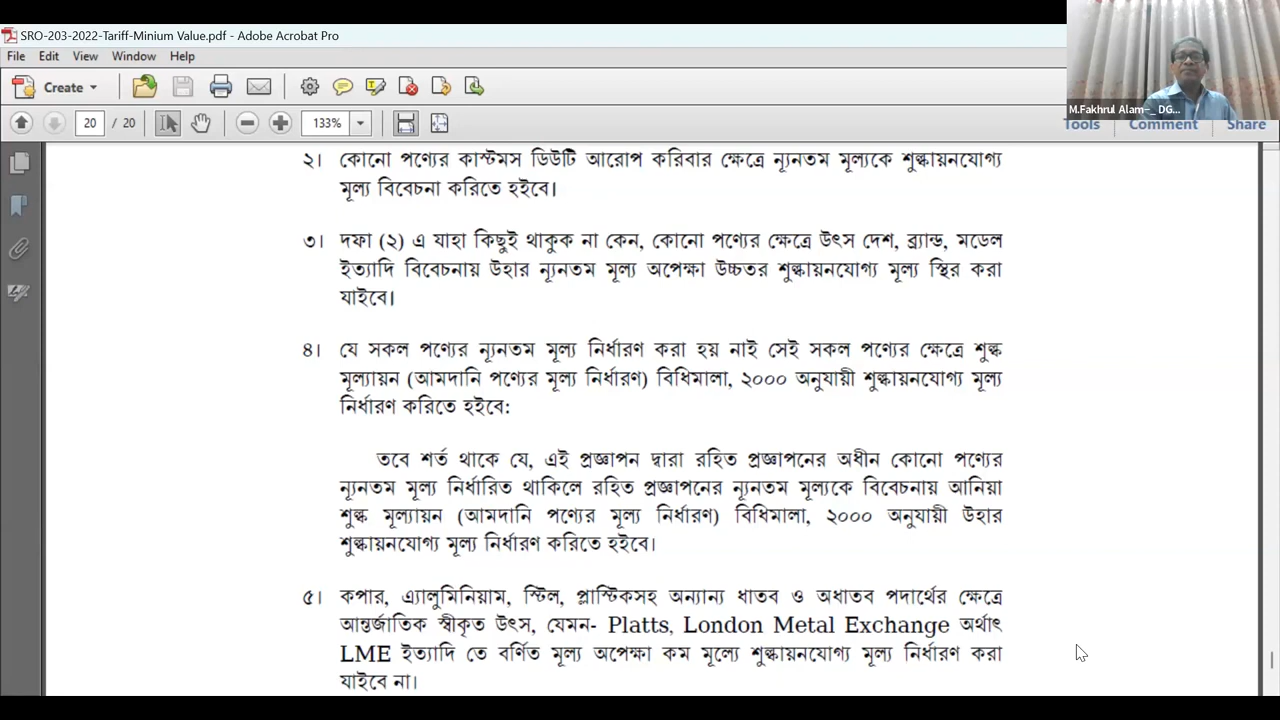 SRO-203-2022-Tariff-Minium Value.pdf - Adobe Acrobat Pro
File Edit View Window Help
Create
20 / 20 133%
M.Fakhrul Alam-_ DG...
Tools Comment Share
২। কোনো পণ্যের কাস্টমস ডিউটি আরোপ করিবার ক্ষেত্রে ন্যূনতম মূল্যকে শুল্কায়নযোগ্য
মূল্য বিবেচনা করিতে হইবে।
৩। দফা (২) এ যাহা কিছুই থাকুক না কেন, কোনো পণ্যের ক্ষেত্রে উৎস দেশ, ব্র্যান্ড, মডেল
ইত্যাদি বিবেচনায় উহার ন্যূনতম মূল্য অপেক্ষা উচ্চতর শুল্কায়নযোগ্য মূল্য স্থির করা
যাইবে।
৪। যে সকল পণ্যের ন্যূনতম মূল্য নির্ধারণ করা হয় নাই সেই সকল পণ্যের ক্ষেত্রে শুল্ক
মূল্যায়ন (আমদানি পণ্যের মূল্য নির্ধারণ) বিধিমালা, ২০০০ অনুযায়ী শুল্কায়নযোগ্য মূল্য
নির্ধারণ করিতে হইবে:
তবে শর্ত থাকে যে, এই প্রজ্ঞাপন দ্বারা রহিত প্রজ্ঞাপনের অধীন কোনো পণ্যের
ন্যূনতম মূল্য নির্ধারিত থাকিলে রহিত প্রজ্ঞাপনের ন্যূনতম মূল্যকে বিবেচনায় আনিয়া
শুল্ক মূল্যায়ন (আমদানি পণ্যের মূল্য নির্ধারণ) বিধিমালা, ২০০০ অনুযায়ী উহার
শুল্কায়নযোগ্য মূল্য নির্ধারণ করিতে হইবে।
৫। কপার, এ্যালুমিনিয়াম, স্টিল, প্লাস্টিকসহ অন্যান্য ধাতব ও অধাতব পদার্থের ক্ষেত্রে
আন্তর্জাতিক স্বীকৃত উৎস, যেমন- Platts, London Metal Exchange অর্থাৎ
LME ইত্যাদি তে বর্ণিত মূল্য অপেক্ষা কম মূল্যে শুল্কায়নযোগ্য মূল্য নির্ধারণ করা
যাইবে না।